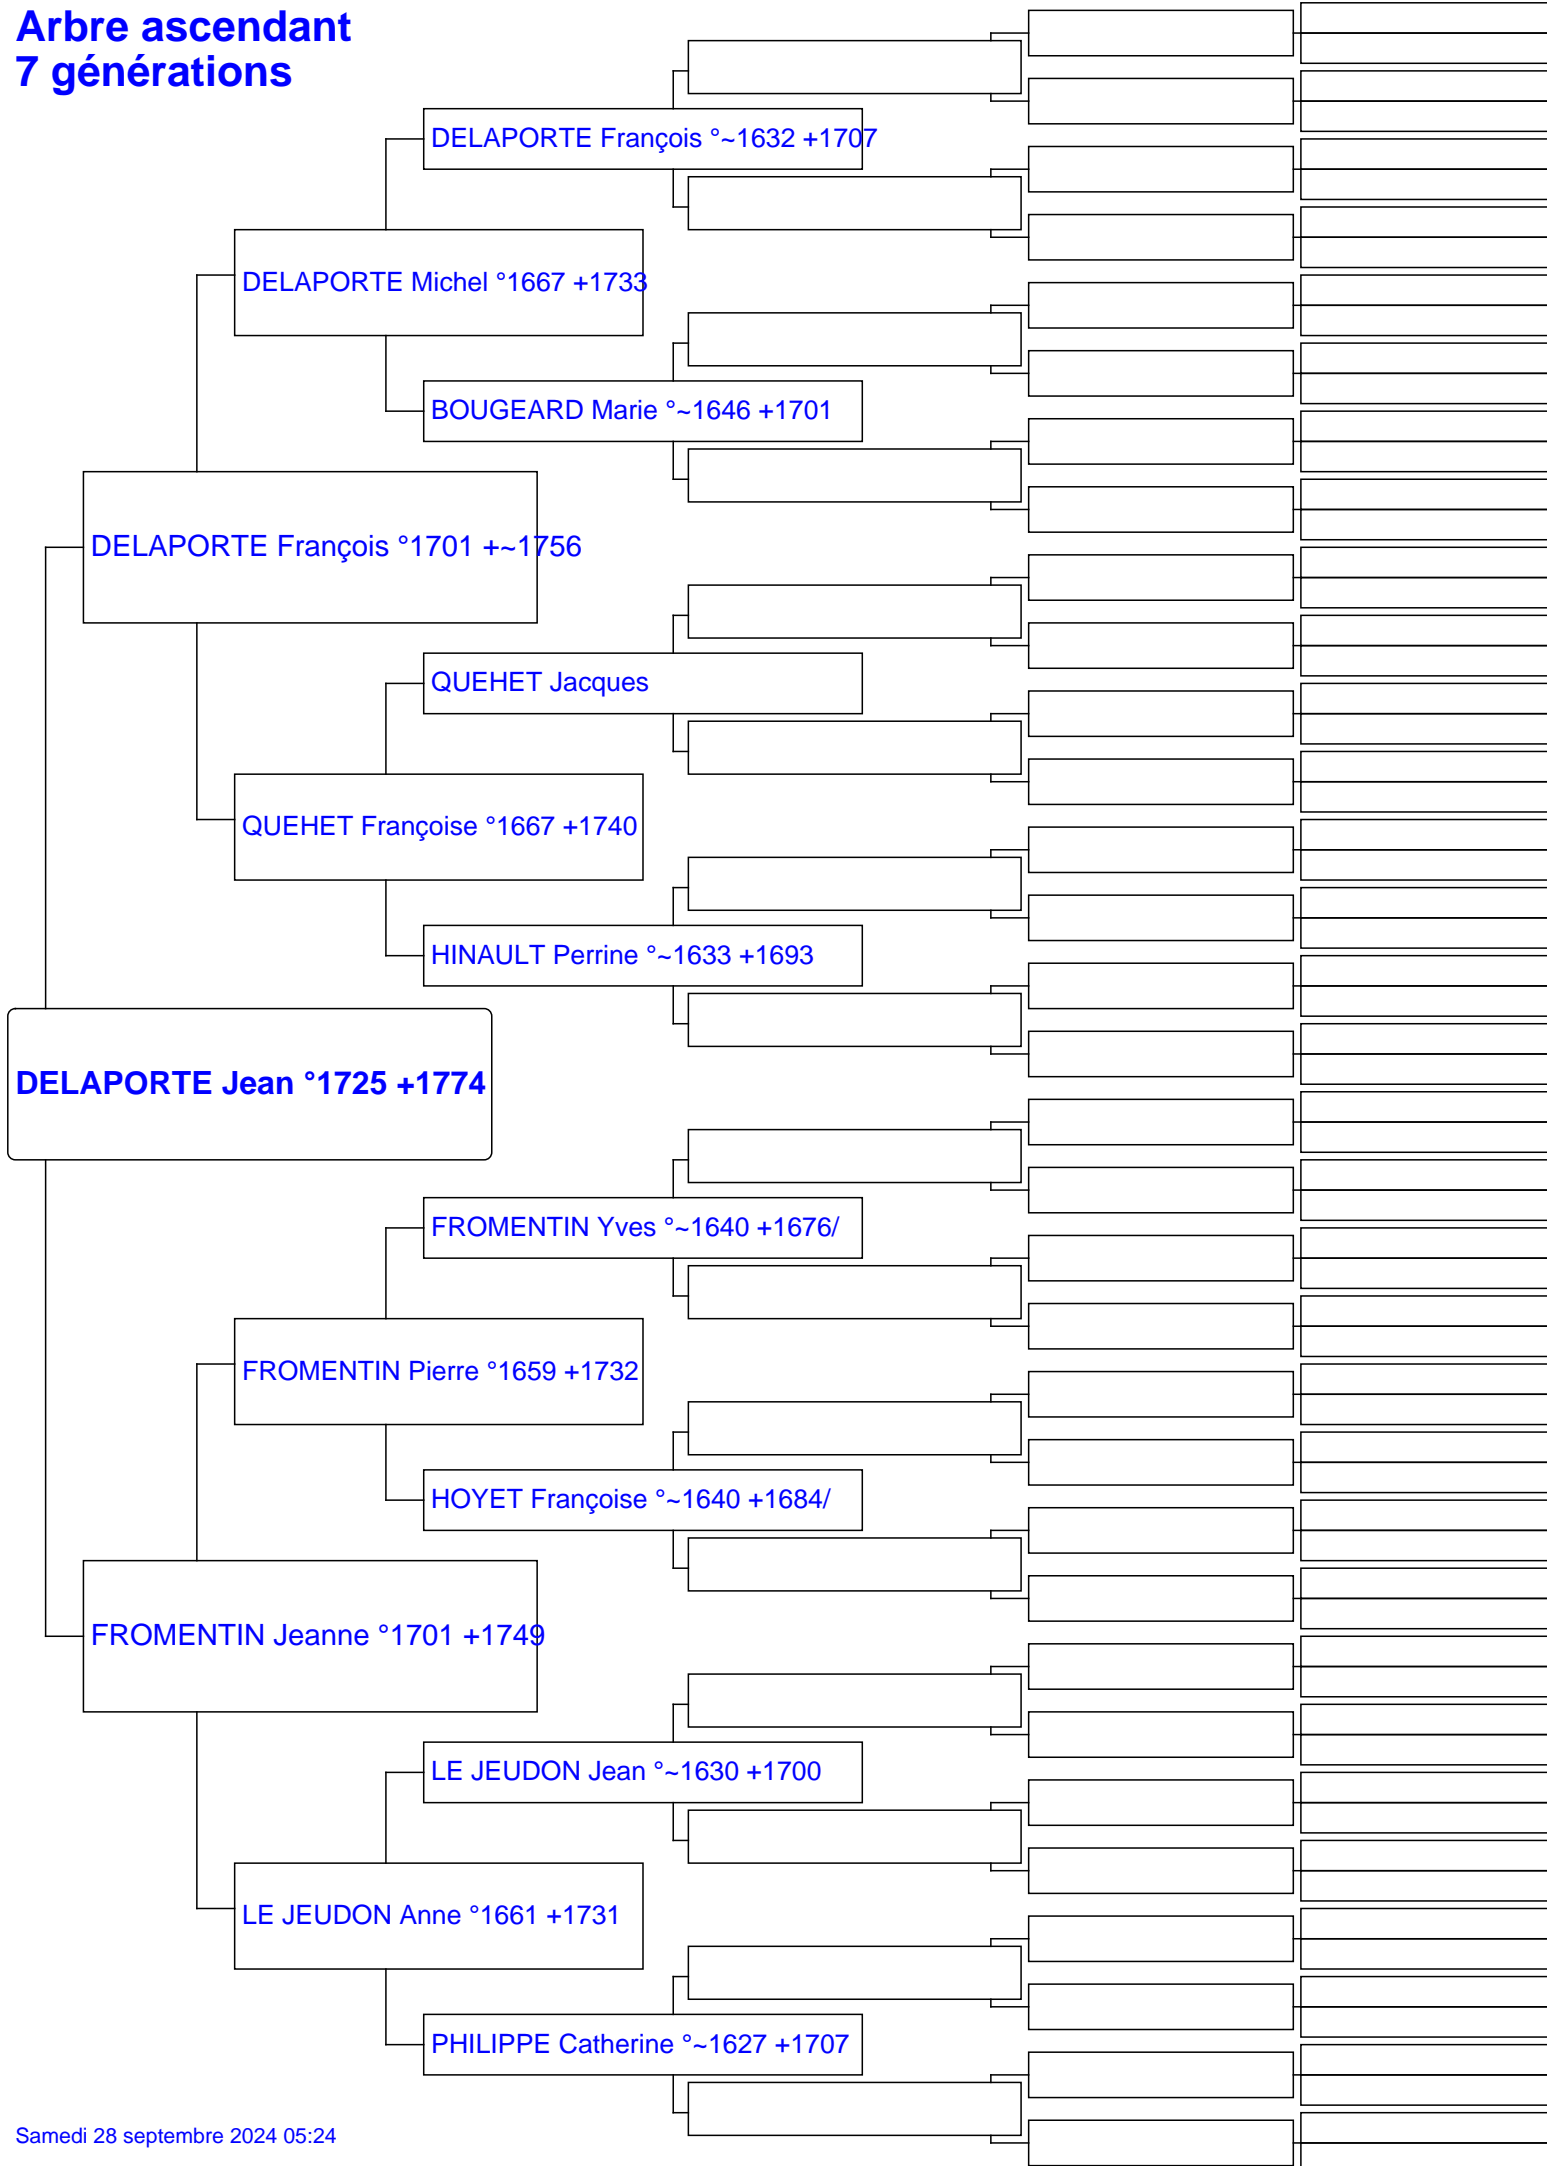 Arbre ascendant
7 générations
DELAPORTE François °~1632 +1707
DELAPORTE Michel °1667 +1733
BOUGEARD Marie °~1646 +1701
DELAPORTE François °1701 +~1756
QUEHET Jacques
QUEHET Françoise °1667 +1740
HINAULT Perrine °~1633 +1693
DELAPORTE Jean °1725 +1774
FROMENTIN Yves °~1640 +1676/
FROMENTIN Pierre °1659 +1732
HOYET Françoise °~1640 +1684/
FROMENTIN Jeanne °1701 +1749
LE JEUDON Jean °~1630 +1700
LE JEUDON Anne °1661 +1731
PHILIPPE Catherine °~1627 +1707
Samedi 28 septembre 2024 05:24